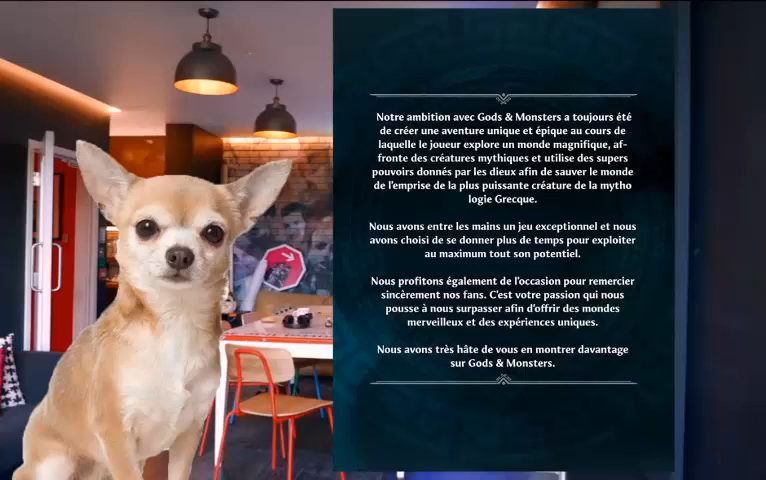 Notre ambition avec Gods & Monsters a toujours été
de créer une aventure unique et épique au cours de
laquelle le joueur explore un monde magnifique, af-
fronte des créatures mythiques et utilise des supers
pouvoirs donnés par les dieux afin de sauver le monde
de l'emprise de la plus puissante créature de la mytho
logie Grecque.
Nous avons entre les mains un jeu exceptionnel et nous
avons choisi de se donner plus de temps pour exploiter
au maximum tout son potentiel.
Nous profitons également de l'occasion pour remercier
sincèrement nos fans. C'est votre passion qui nous
pousse à nous surpasser afin d'offrir des mondes
merveilleux et des expériences uniques.
Nous avons très hâte de vous en montrer davantage
sur Gods & Monsters.